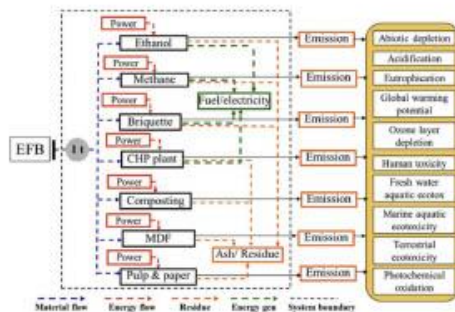 Power
Ethanol
Emission
Power
Methane
Emission
Fuel/electricity
Power
Briquette
Emission
EFB
1 t
Power
CHP plant
Emission
Power
Composting
Emission
Power
MDF
Emission
Ash/ Residue
Power
Pulp & paper
Emission
Abiotic depletion
Acidification
Eutrophication
Global warming
potential
Ozone layer
depletion
Human toxicity
Fresh water
aquatic ecotox
Marine aquatic
ecotoxicity
Terrestrial
ecotoxicity
Photochemical
oxidation
Material flow
Energy flow
Residue
Energy gen
System boundary